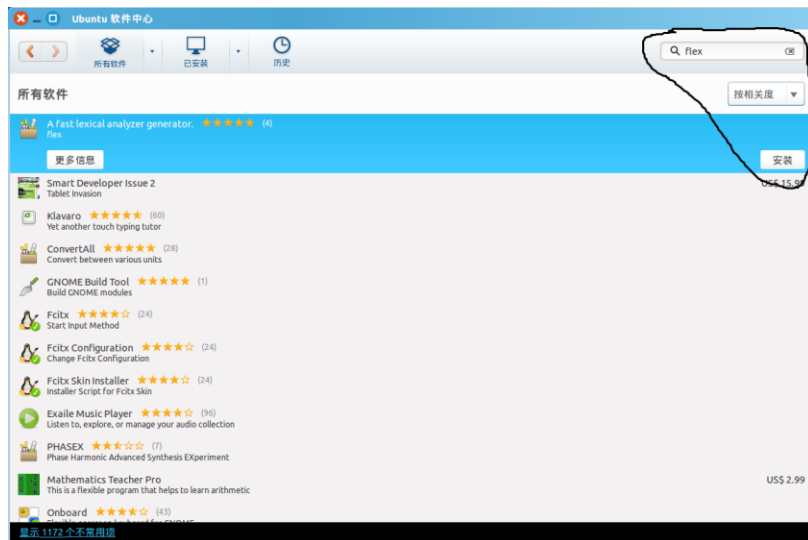 Ubuntu 软件中心
所有软件
已安装
历史
flex
所有软件
按相关度
A fast lexical analyzer generator. (4)
flex
更多信息
安装
Smart Developer Issue 2
US$ 15.99
Tablet Invasion
Klavaro (60)
Yet another touch typing tutor
ConvertAll (28)
Convert between various units
GNOME Build Tool (1)
Build GNOME modules
Fcitx (24)
Start Input Method
Fcitx Configuration (24)
Change Fcitx Configuration
Fcitx Skin Installer (24)
Installer Script for Fcitx Skin
Exaile Music Player (96)
Listen to, explore, or manage your audio collection
PHASEX (7)
Phase Harmonic Advanced Synthesis EXperiment
Mathematics Teacher Pro
US$ 2.99
This is a flexible program that helps to learn arithmetic
Onboard (43)
显示 1172 个不常用项